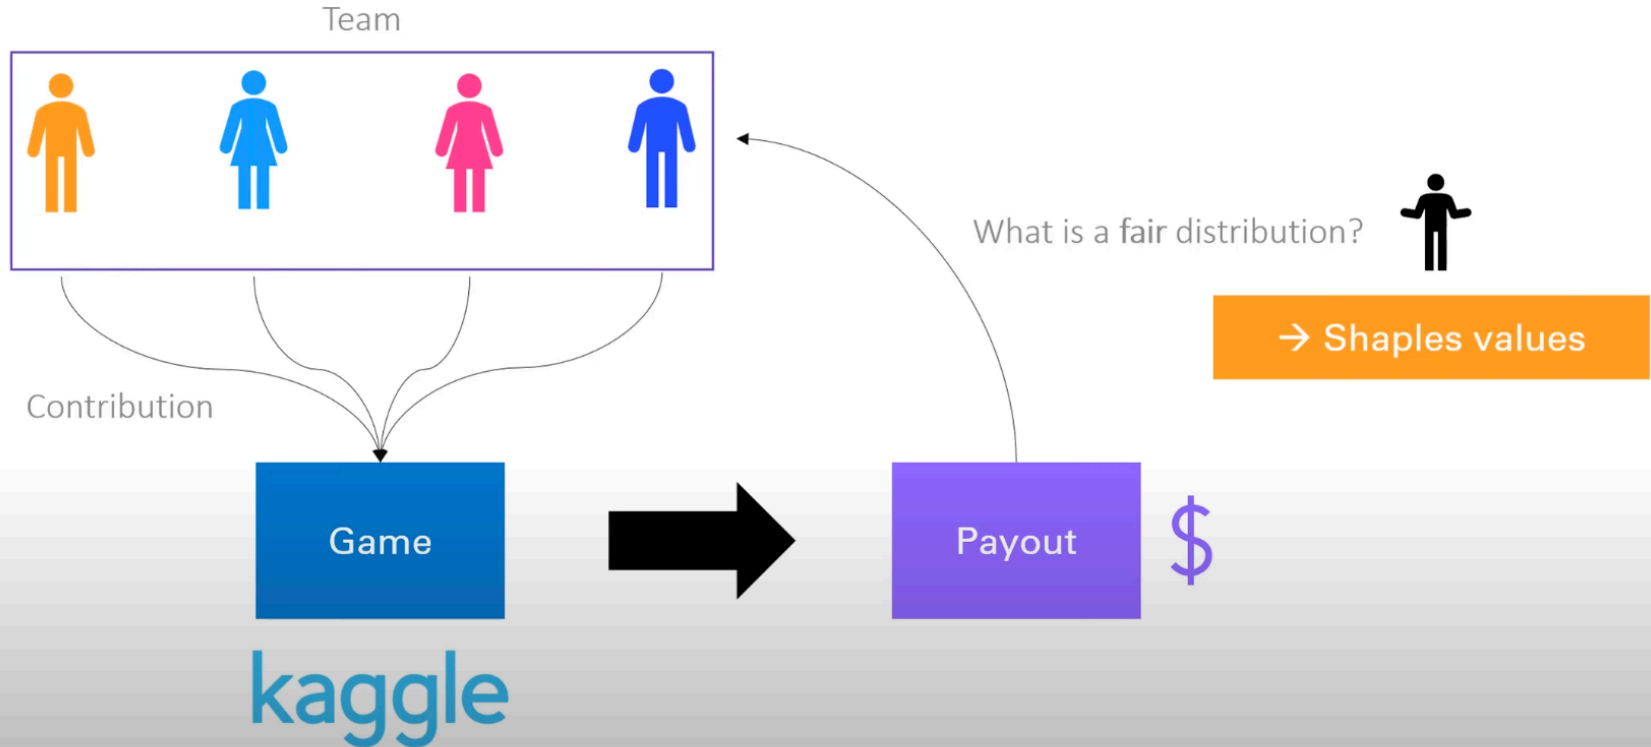 Team
What is a fair distribution?
→ Shaples values
Contribution
Game
Payout
$
kaggle